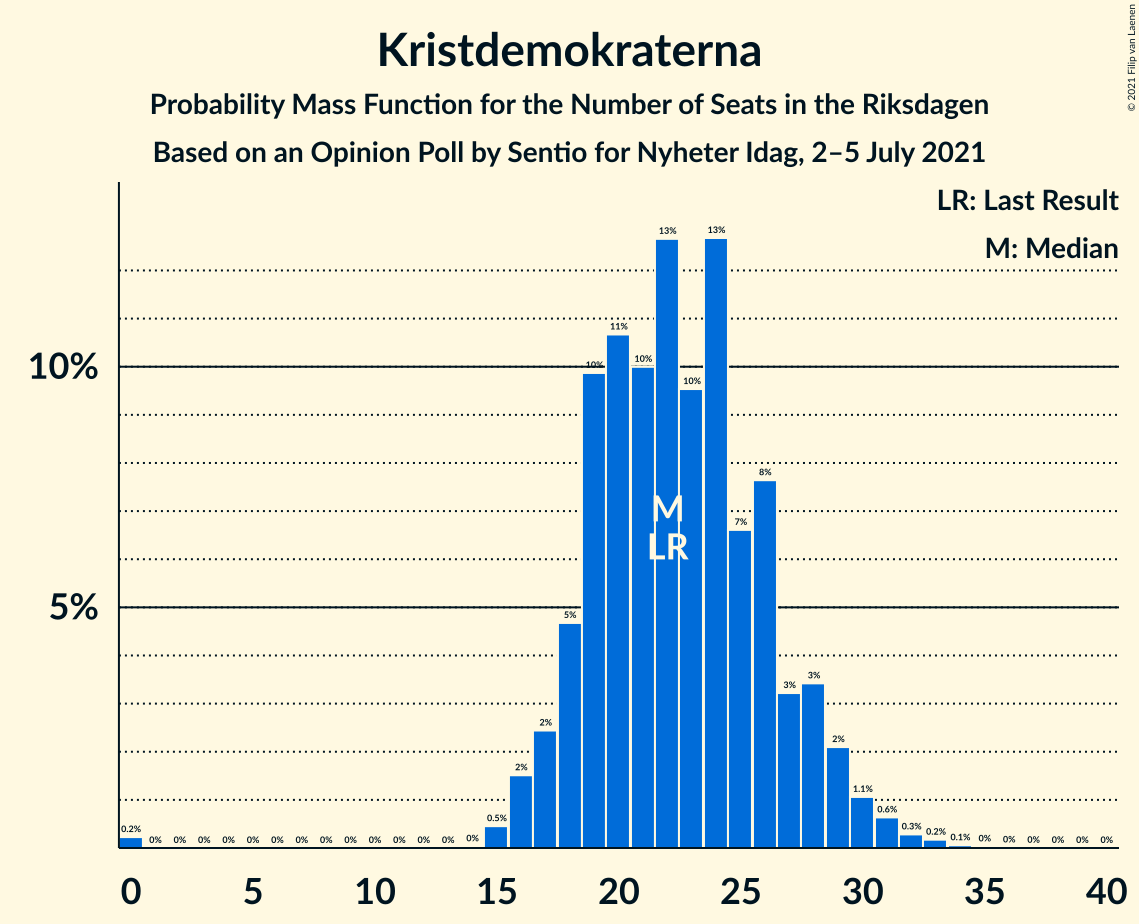 © 2021 Filip van Laenen
Kristdemokraterna
Probability Mass Function for the Number of Seats in the Riksdagen
Based on an Opinion Poll by Sentio for Nyheter Idag, 2–5 July 2021
LR: Last Result
M: Median
10%
5%
0.2% 0% 0% 0% 0% 0% 0% 0% 0% 0% 0% 0% 0% 0% 0% 0.5% 2% 2% 5% 10% 11% 10% 13% 10% 13% 7% 8% 3% 3% 2% 1.1% 0.6% 0.3% 0.2% 0.1% 0% 0% 0% 0% 0% 0%
M
LR
0 5 10 15 20 25 30 35 40